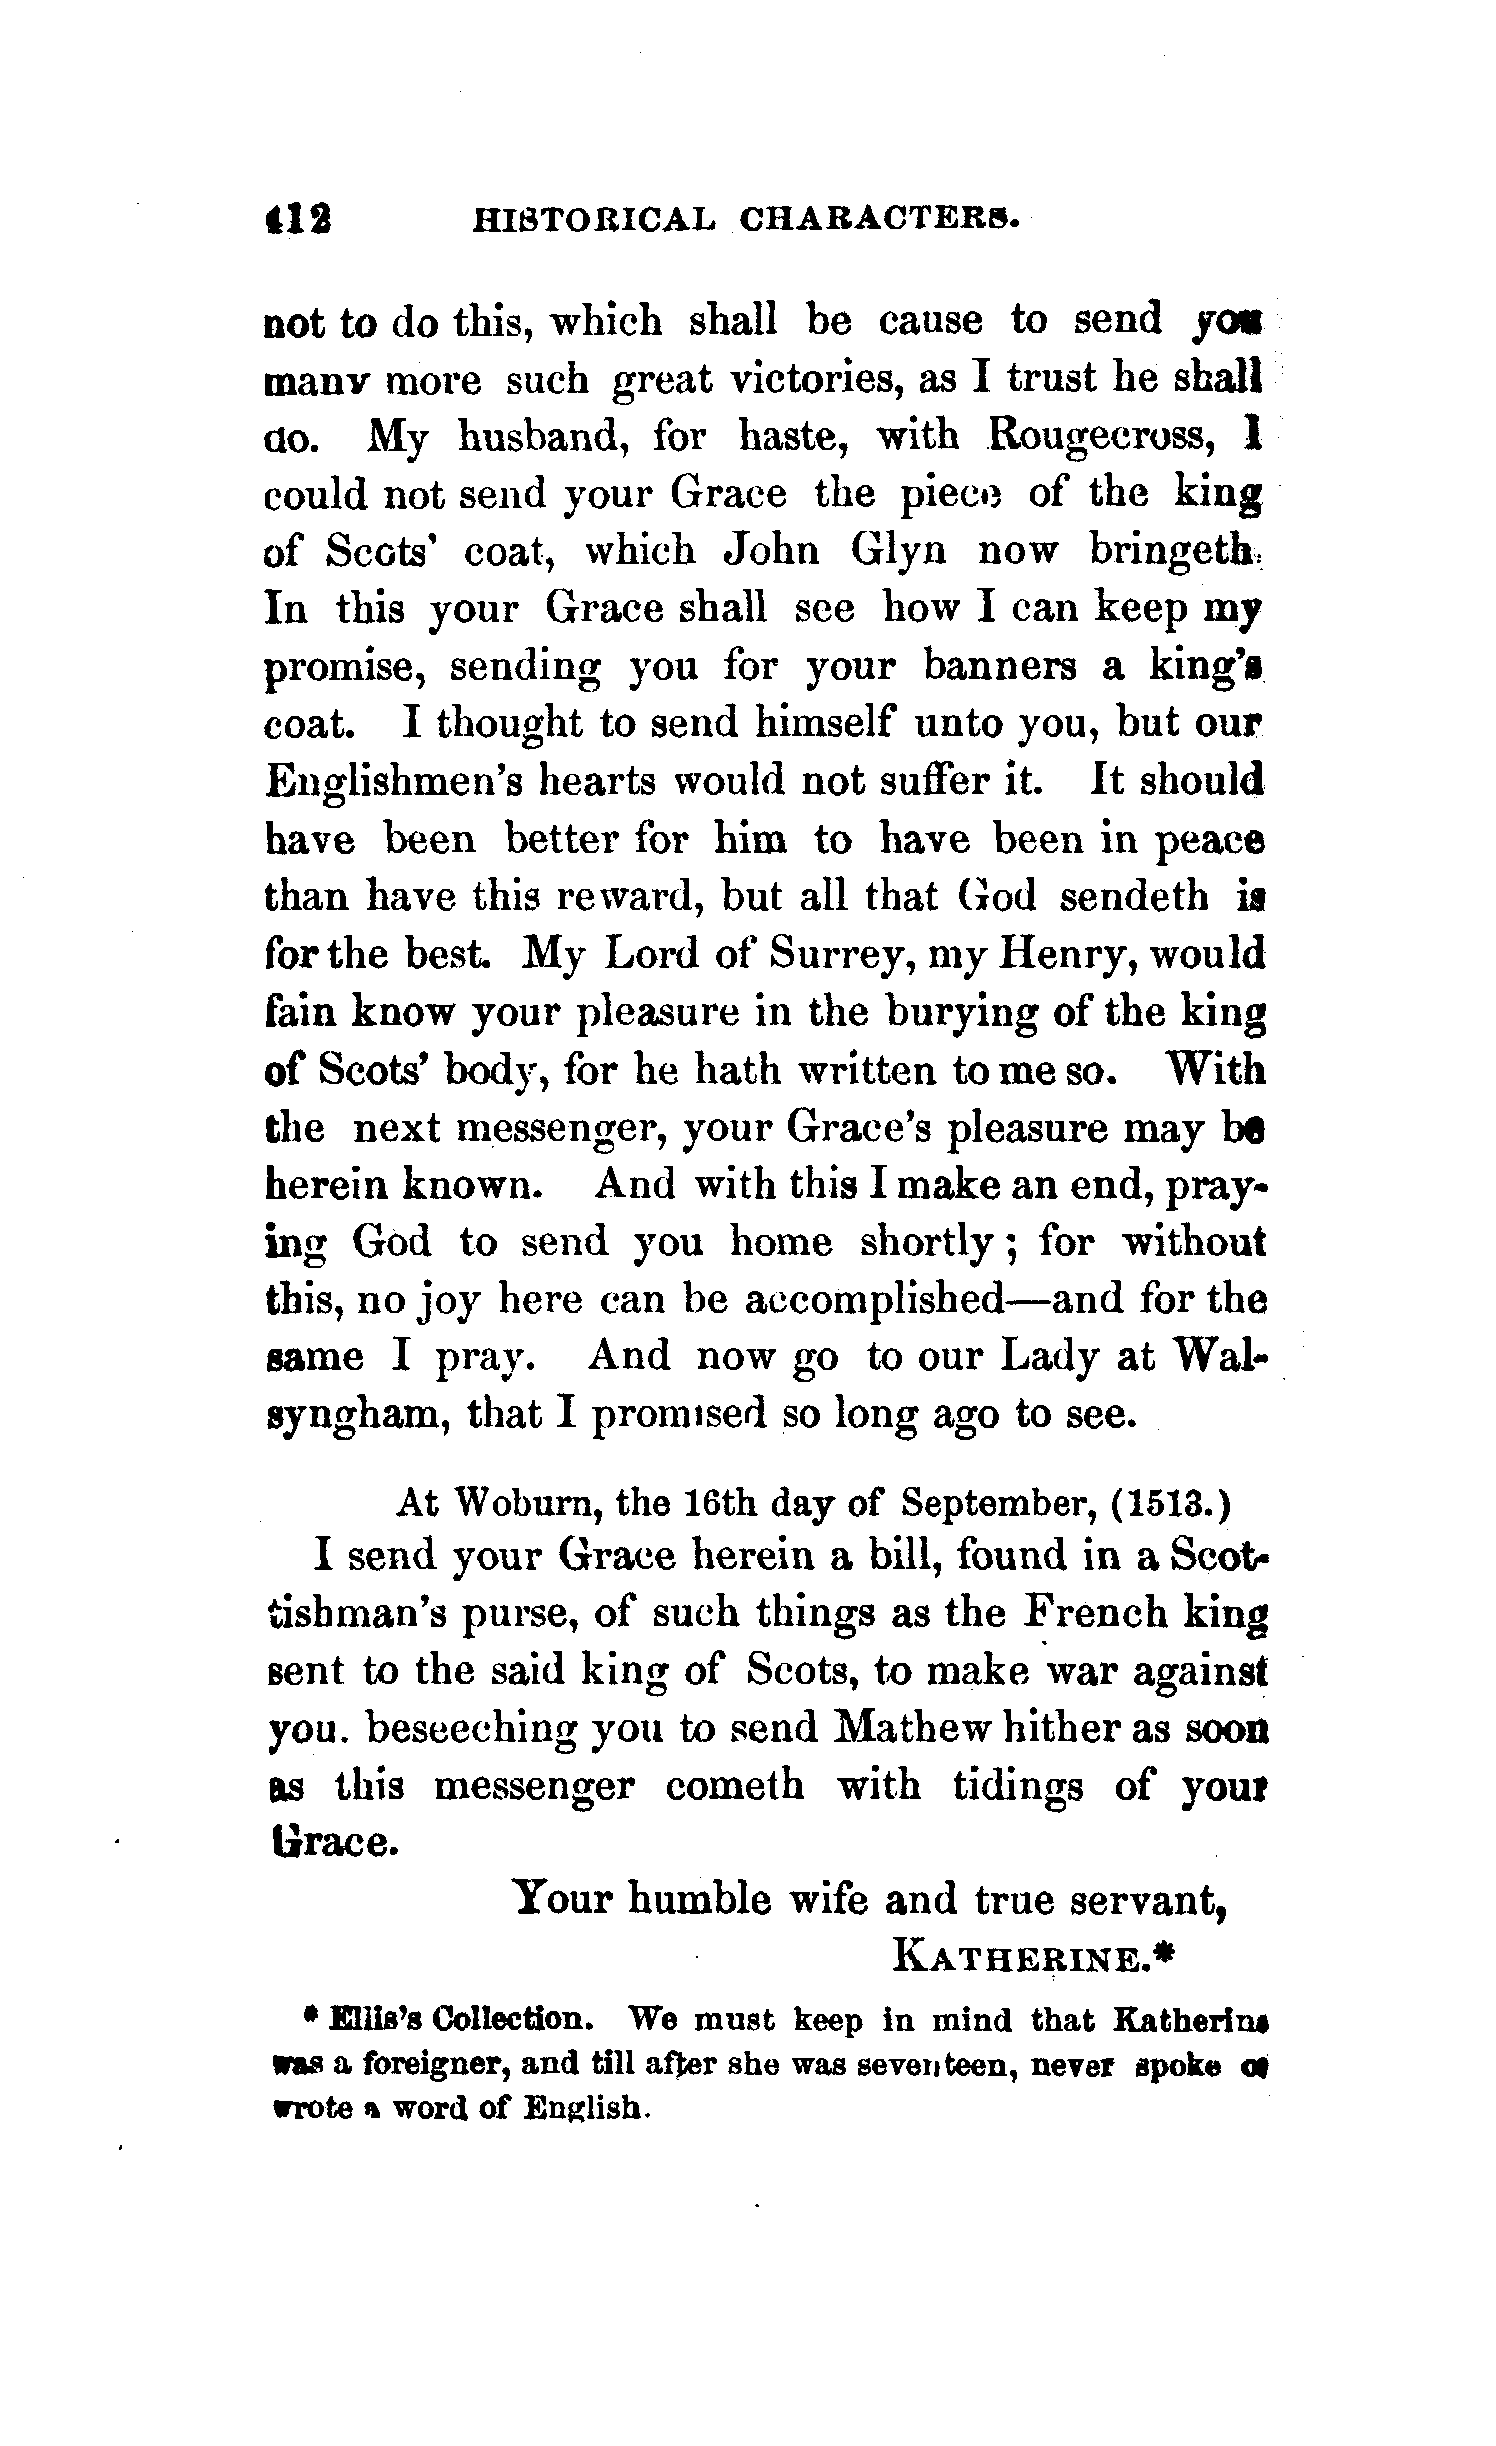 412 HISTORICAL CHARACTERS.
not to do this, which shall be cause to send you
many more such great victories, as I trust he shall
do. My husband, for haste, with Rougecross, I
could not send your Grace the piece of the king
of Scots' coat, which John Glyn now bringeth.
In this your Grace shall see how I can keep my
promise, sending you for your banners a king's
coat. I thought to send himself unto you, but our
Englishmen's hearts would not suffer it. It should
have been better for him to have been in peace
than have this reward, but all that God sendeth is
for the best. My Lord of Surrey, my Henry, would
fain know your pleasure in the burying of the king
of Scots' body, for he hath written to me so. With
the next messenger, your Grace's pleasure may be
herein known. And with this I make an end, pray-
ing God to send you home shortly; for without
this, no joy here can be accomplished—and for the
same I pray. And now go to our Lady at Wal-
syngham, that I promised so long ago to see.
At Woburn, the 16th day of September, (1513.)
I send your Grace herein a bill, found in a Scot-
tishman's purse, of such things as the French king
sent to the said king of Scots, to make war against
you. beseeching you to send Mathew hither as soon
as this messenger cometh with tidings of your
Grace.
Your humble wife and true servant,
KATHERINE.*
* Ellis's Collection. We must keep in mind that Katherine
was a foreigner, and till after she was seventeen, never spoke or
wrote a word of English.